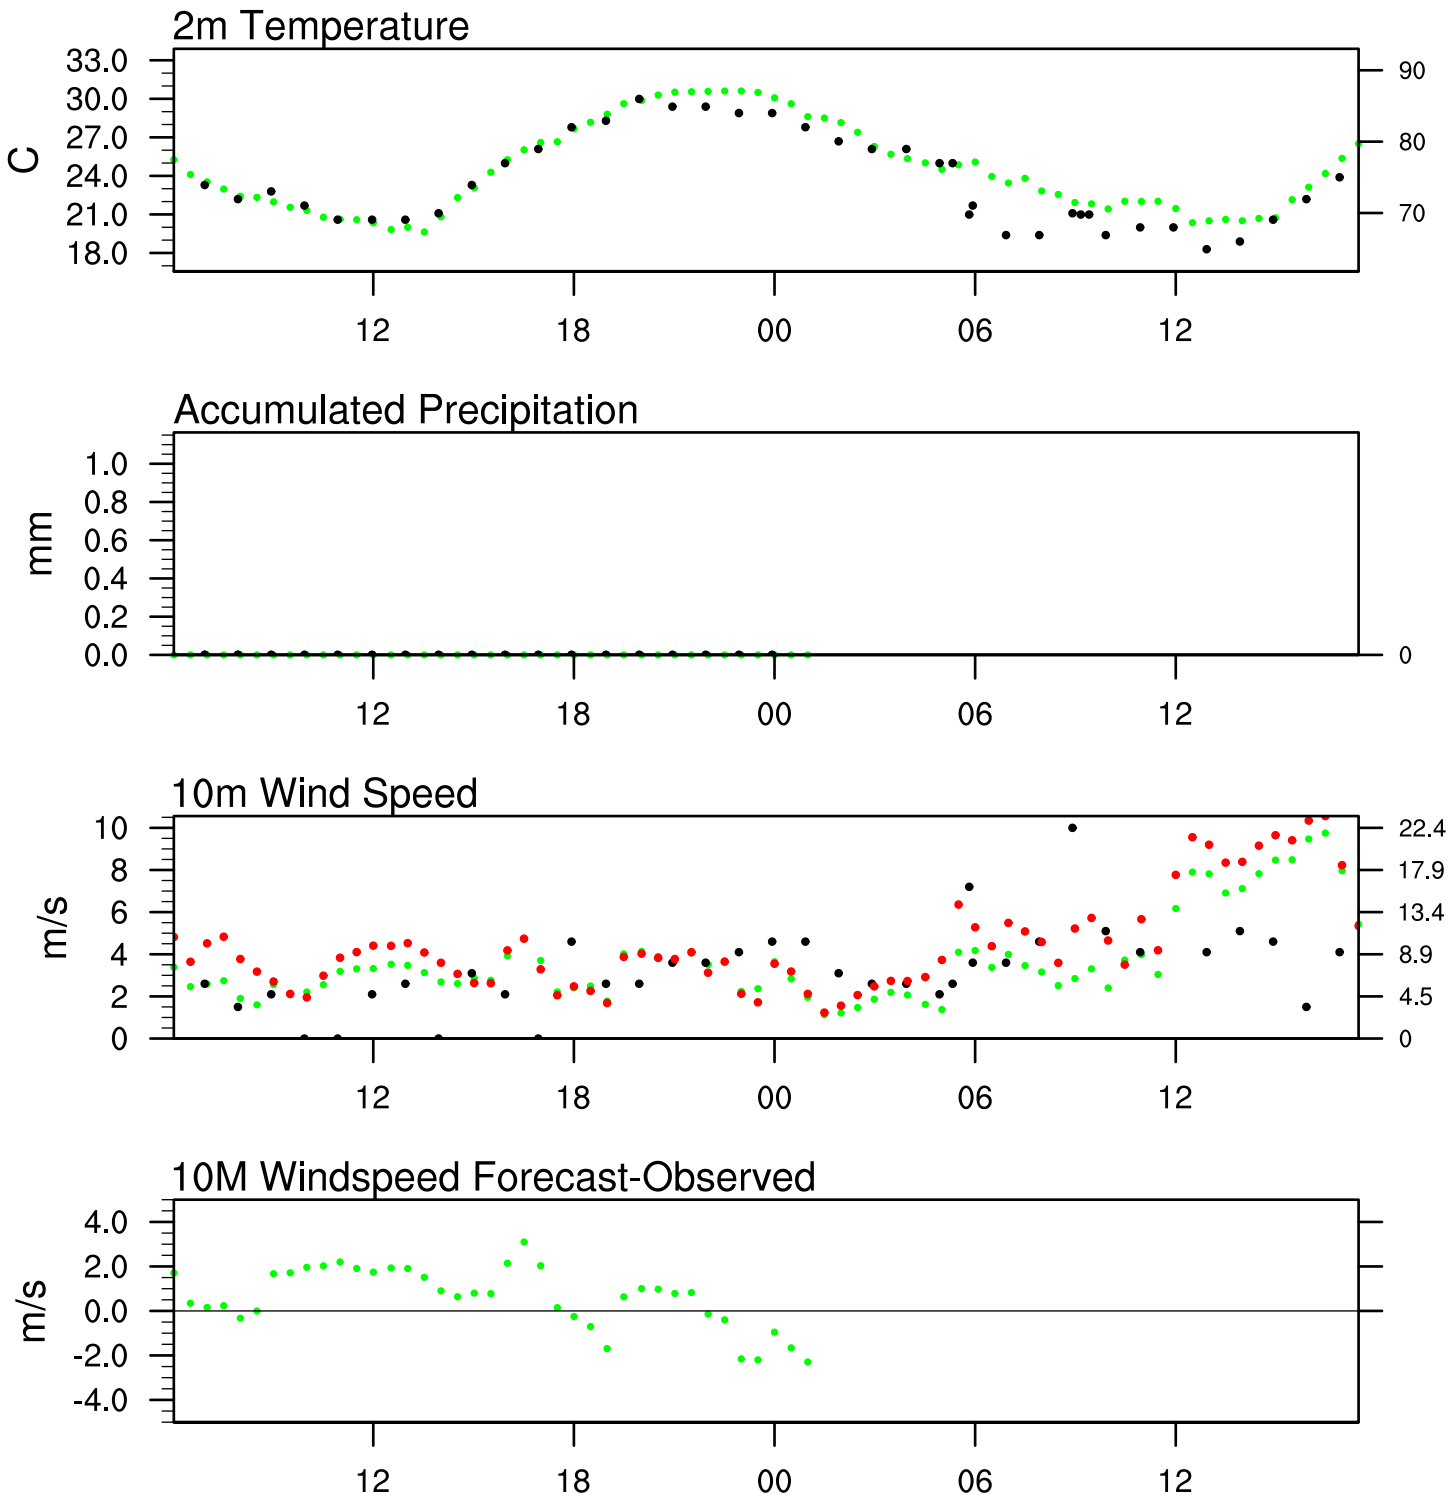 2m Temperature
33.0
30.0
27.0
24.0
21.0
18.0
C
90
80
70
12 18 00 06 12
Accumulated Precipitation
1.0
0.8
0.6
0.4
0.2
0.0
mm
0
12 18 00 06 12
10m Wind Speed
10
8
6
4
2
0
m/s
22.4
17.9
13.4
8.9
4.5
0
12 18 00 06 12
10M Windspeed Forecast-Observed
4.0
2.0
0.0
-2.0
-4.0
m/s
12 18 00 06 12